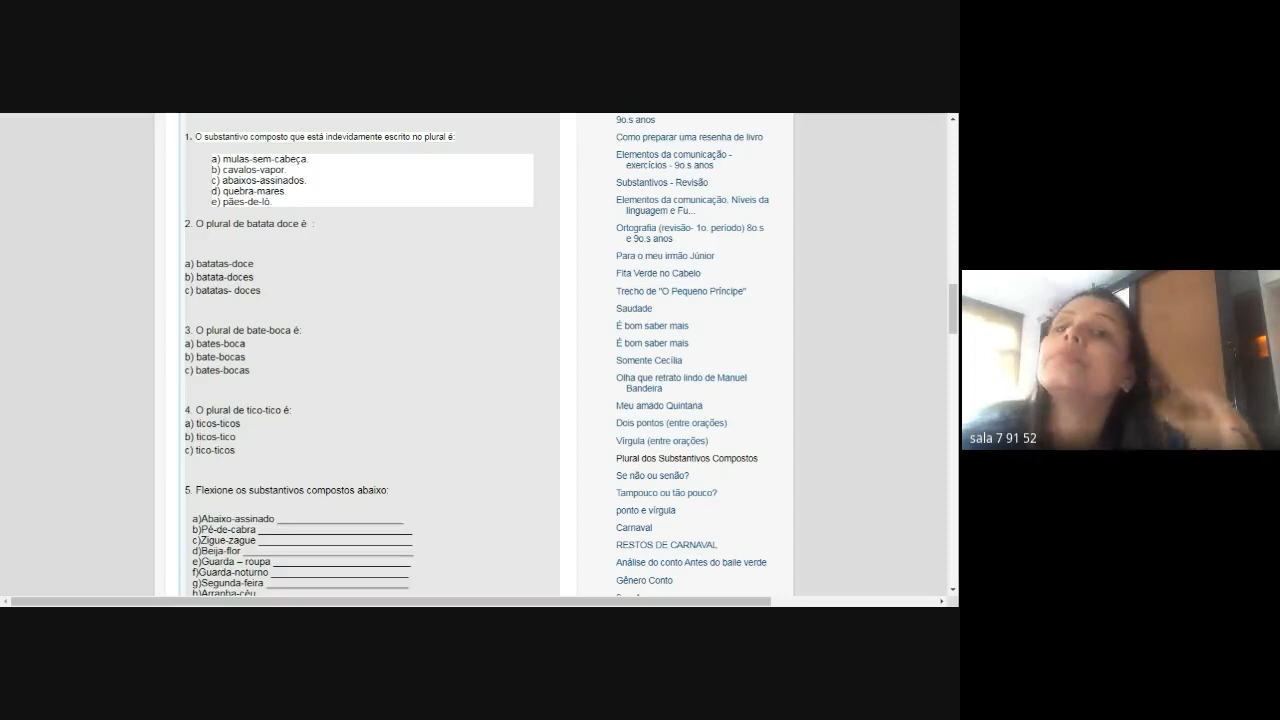 1. O substantivo composto que está indevidamente escrito no plural é:
a) mulas-sem-cabeça.
b) cavalos-vapor.
c) abaixos-assinados.
d) quebra-mares.
e) pães-de-ló.
2. O plural de batata doce é :
a) batatas-doce
b) batata-doces
c) batatas- doces
3. O plural de bate-boca é:
a) bates-boca
b) bate-bocas
c) bates-bocas
4. O plural de tico-tico é:
a) ticos-ticos
b) ticos-tico
c) tico-ticos
5. Flexione os substantivos compostos abaixo:
a)Abaixo-assinado
b)Pé-de-cabra
c)Zigue-zague
d)Beija-flor
e)Guarda – roupa
f)Guarda-noturno
g)Segunda-feira
h)Arranha-céu
9o.s anos
Como preparar uma resenha de livro
Elementos da comunicação -
exercícios - 9o.s anos
Substantivos - Revisão
Elementos da comunicação. Níveis da
linguagem e Fu...
Ortografia (revisão- 1o. período) 8o.s
e 9o.s anos
Para o meu irmão Júnior
Fita Verde no Cabelo
Trecho de "O Pequeno Príncipe"
Saudade
É bom saber mais
É bom saber mais
Somente Cecília
Olha que retrato lindo de Manuel
Bandeira
Meu amado Quintana
Dois pontos (entre orações)
Vírgula (entre orações)
Plural dos Substantivos Compostos
Se não ou senão?
Tampouco ou tão pouco?
ponto e vírgula
Carnaval
RESTOS DE CARNAVAL
Análise do conto Antes do baile verde
Gênero Conto
sala 7 91 52